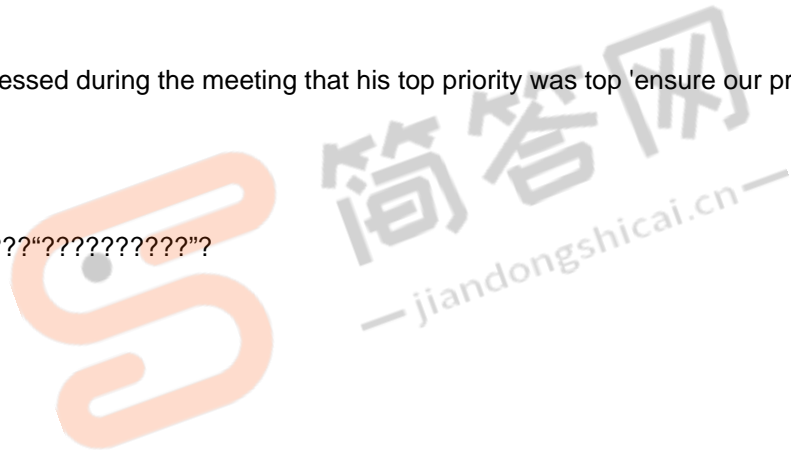 essed during the meeting that his top priority was top 'ensure our pr
??“??????????”?
简答网
— jiandongshicai.cn —